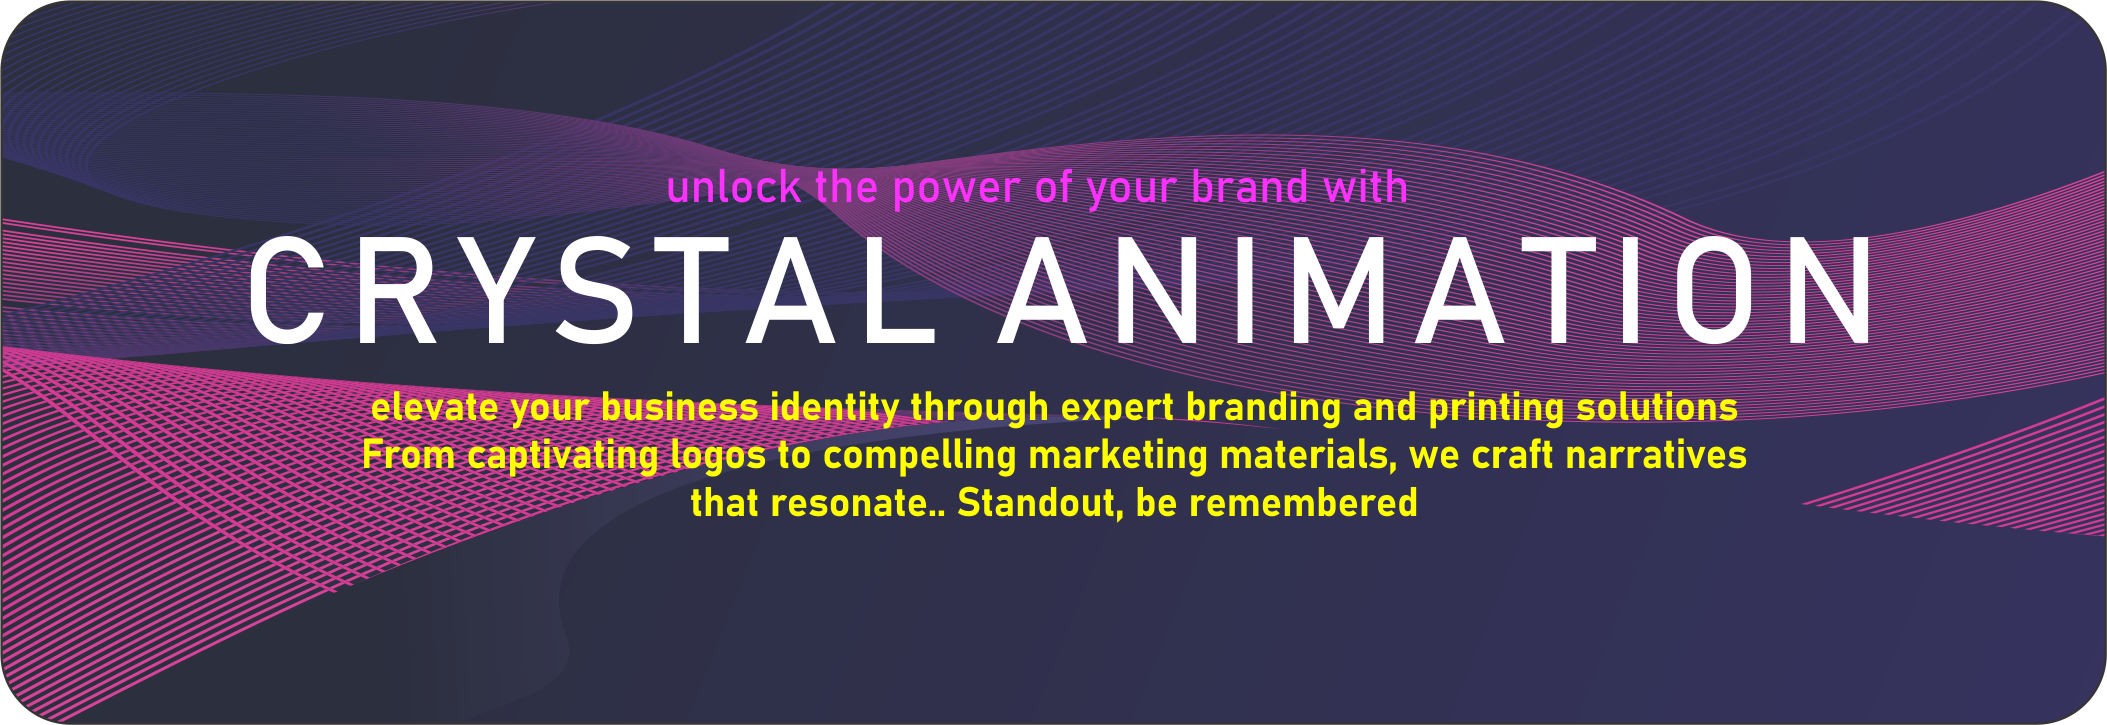 unlock the power of your brand with
CRYSTAL ANIMATION
elevate your business identity through expert branding and printing solutions
From captivating logos to compelling marketing materials, we craft narratives
that resonate.. Standout, be remembered